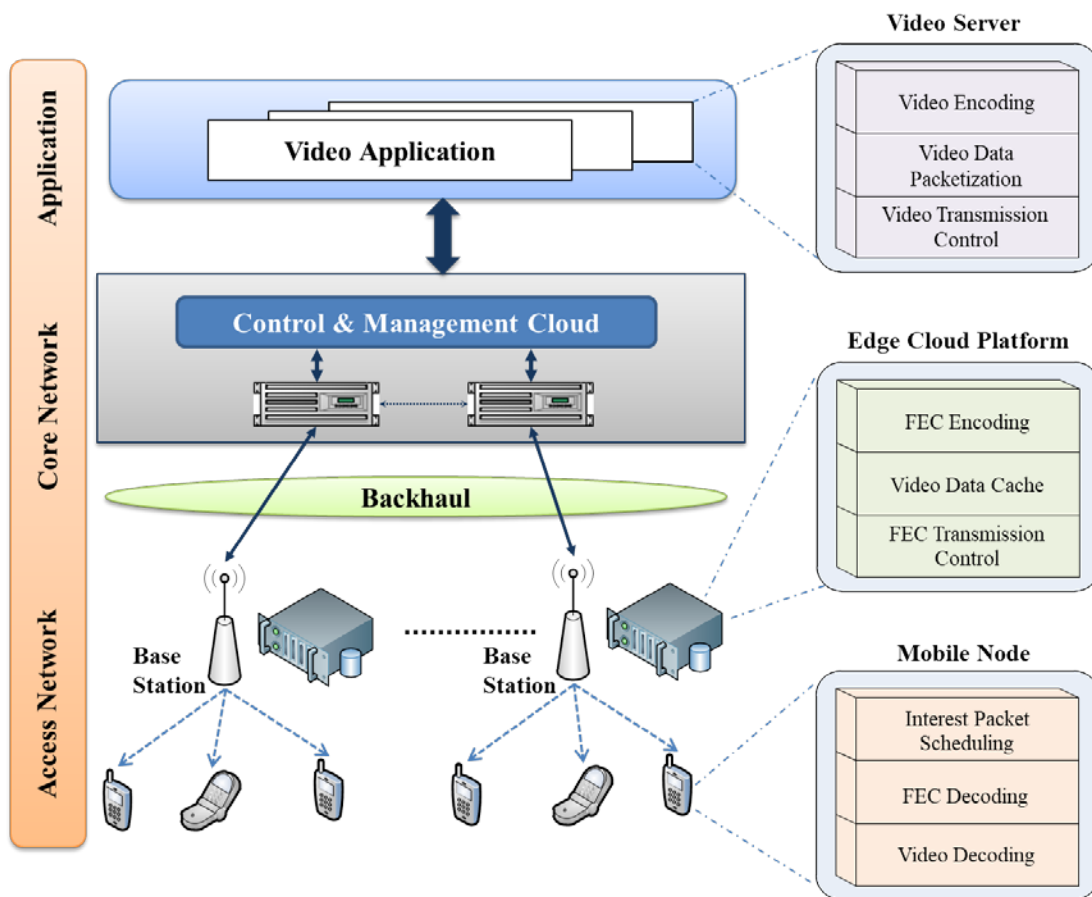 Video Server
Application
Video Application
Video Encoding
Video Data
Packetization
Video Transmission
Control
Core Network
Control & Management Cloud
Backhaul
Edge Cloud Platform
FEC Encoding
Video Data Cache
FEC Transmission
Control
Access Network
Base
Station
Base
Station
Mobile Node
Interest Packet
Scheduling
FEC Decoding
Video Decoding